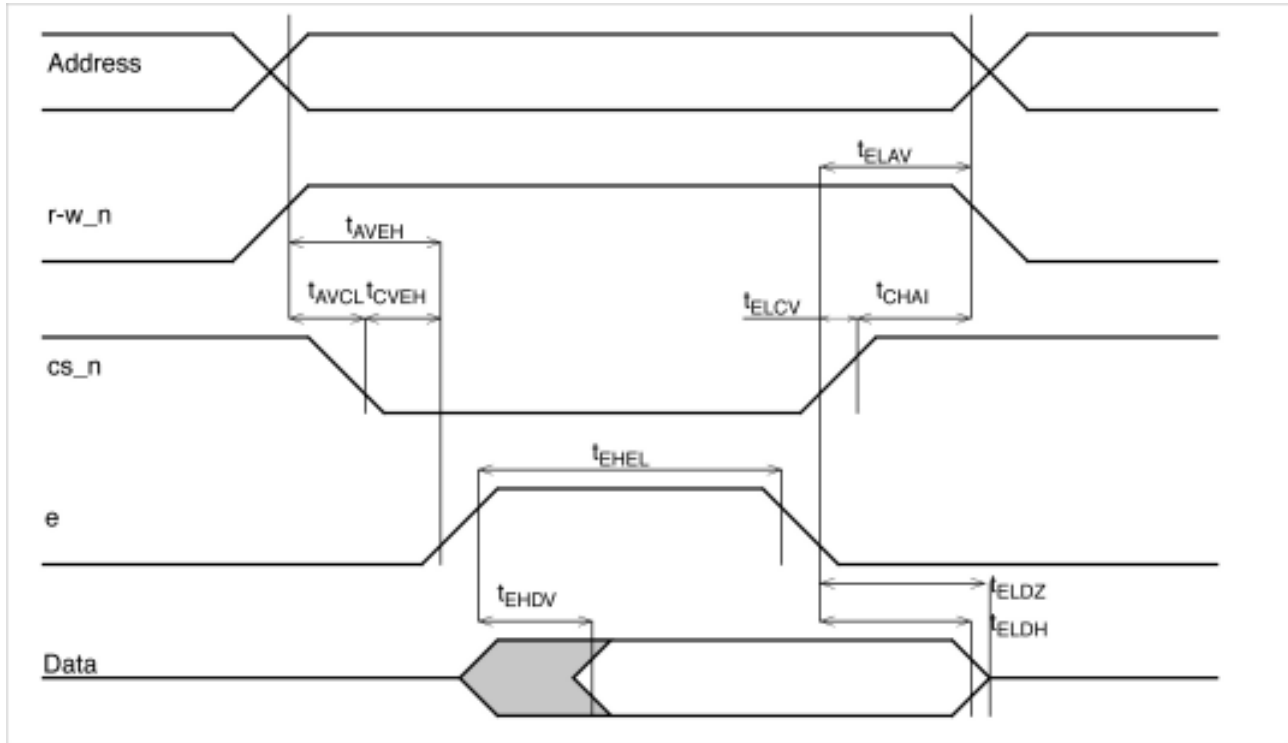 Address
tELAV
r-w_n
tAVEH
tAVCL tCVEH
tELCV
tCHAI
cs_n
tEHEL
e
tEHDV
tELDZ
tELDH
Data